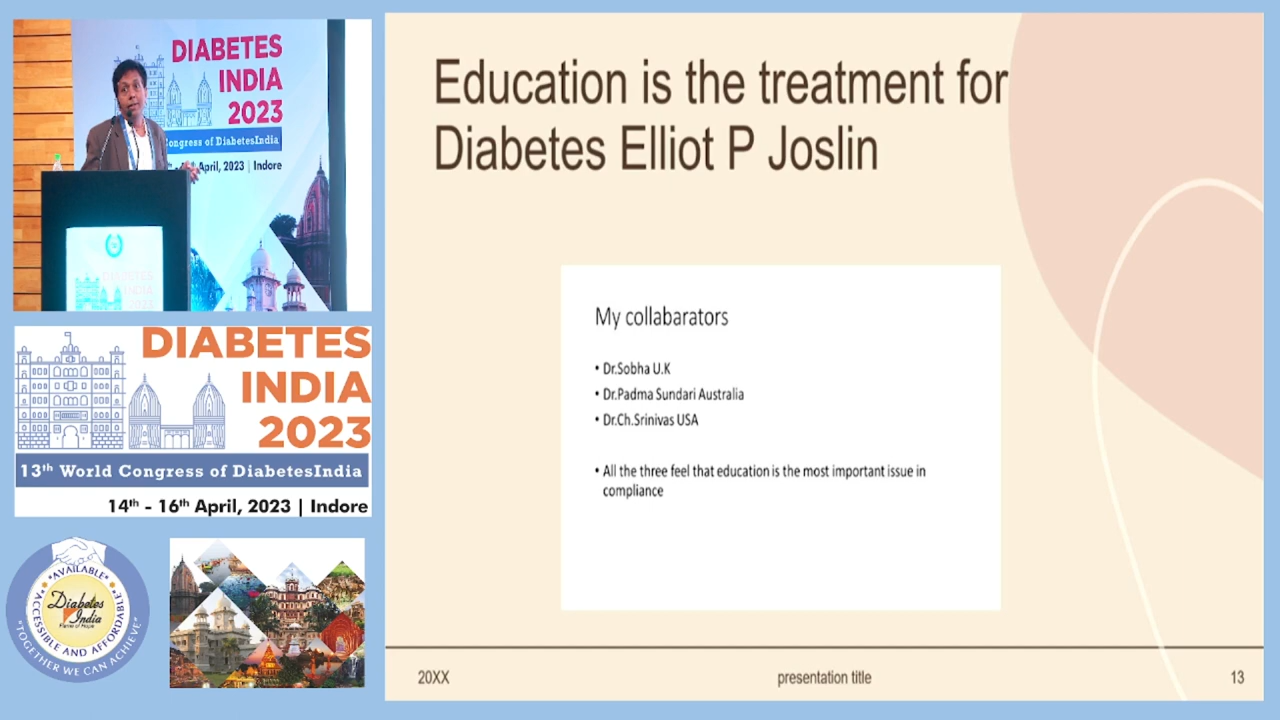 DIABETES
INDIA
2023
Congress of DiabetesIndia
April, 2023 | Indore
DIABETES
INDIA
2023
13th World Congress of DiabetesIndia
14th - 16th April, 2023 | Indore
*AVAILABLE*
*ACCESSIBLE AND AFFORDABLE*
Diabetes
India
"TOGETHER WE CAN ACHIEVE"
Education is the treatment for
Diabetes Elliot P Joslin
My collabarators
• Dr.Sobha U.K
• Dr.Padma Sundari Australia
• Dr.Ch.Srinivas USA
• All the three feel that education is the most important issue in
compliance
20XX
presentation title
13